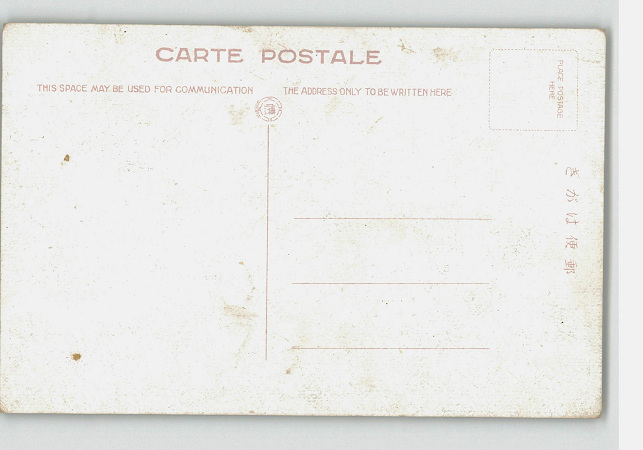 CARTE POSTALE
THIS SPACE MAY BE USED FOR COMMUNICATION
THE ADDRESS ONLY TO BE WRITTEN HERE
PLACE POSTAGE
HERE
きがは便郵